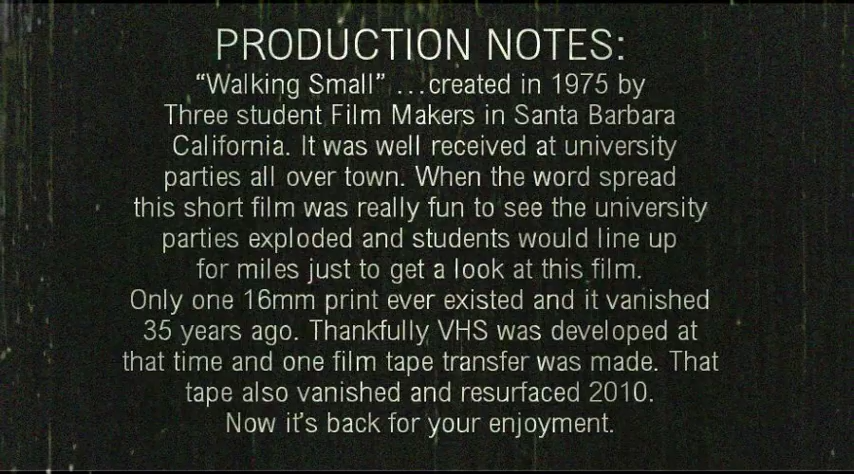 PRODUCTION NOTES:
“Walking Small” ...created in 1975 by
Three student Film Makers in Santa Barbara
California. It was well received at university
parties all over town. When the word spread
this short film was really fun to see the university
parties exploded and students would line up
for miles just to get a look at this film.
Only one 16mm print ever existed and it vanished
35 years ago. Thankfully VHS was developed at
that time and one film tape transfer was made. That
tape also vanished and resurfaced 2010.
Now it's back for your enjoyment.